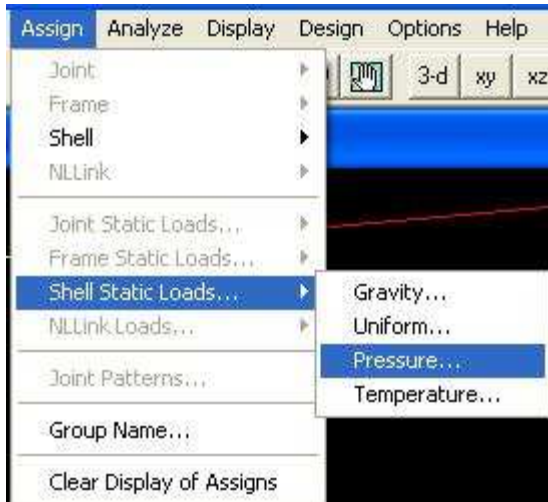 Assign Analyze Display Design Options Help
3-d xy xz
Joint
Frame
Shell
NLLink
Joint Static Loads...
Frame Static Loads...
Shell Static Loads...
NLLink Loads...
Joint Patterns...
Group Name...
Clear Display of Assigns
Gravity...
Uniform...
Pressure...
Temperature...